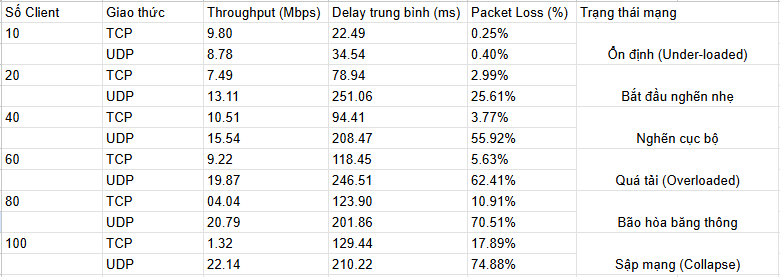 Số Client Giao thức Throughput (Mbps) Delay trung bình (ms) Packet Loss (%) Trạng thái mạng
10 TCP 9.80 22.49 0.25%
UDP 8.78 34.54 0.40% Ổn định (Under-loaded)
20 TCP 7.49 78.94 2.99%
UDP 13.11 251.06 25.61% Bắt đầu nghẽn nhẹ
40 TCP 10.51 94.41 3.77%
UDP 15.54 208.47 55.92% Nghẽn cục bộ
60 TCP 9.22 118.45 5.63%
UDP 19.87 246.51 62.41% Quá tải (Overloaded)
80 TCP 04.04 123.90 10.91%
UDP 20.79 201.86 70.51% Bão hòa băng thông
100 TCP 1.32 129.44 17.89%
UDP 22.14 210.22 74.88% Sập mạng (Collapse)